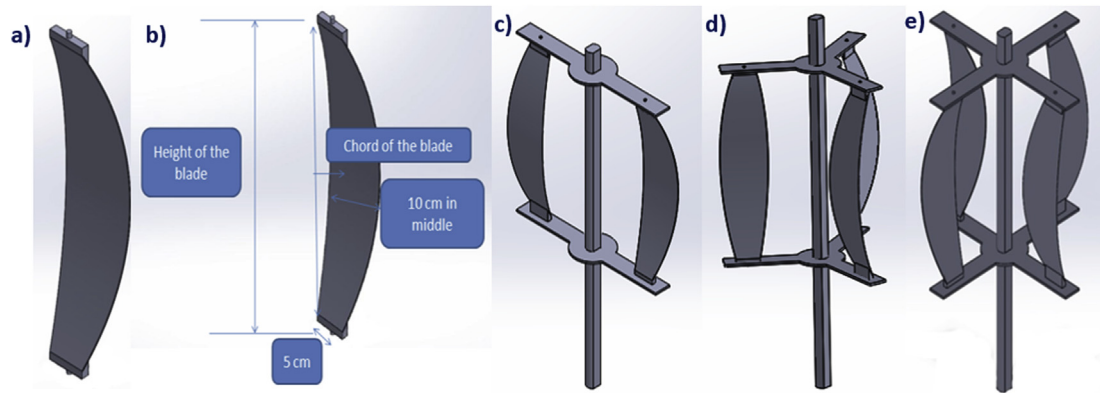 a)
b)
c)
d)
e)
Height of the
blade
Chord of the blade
10 cm in
middle
5 cm